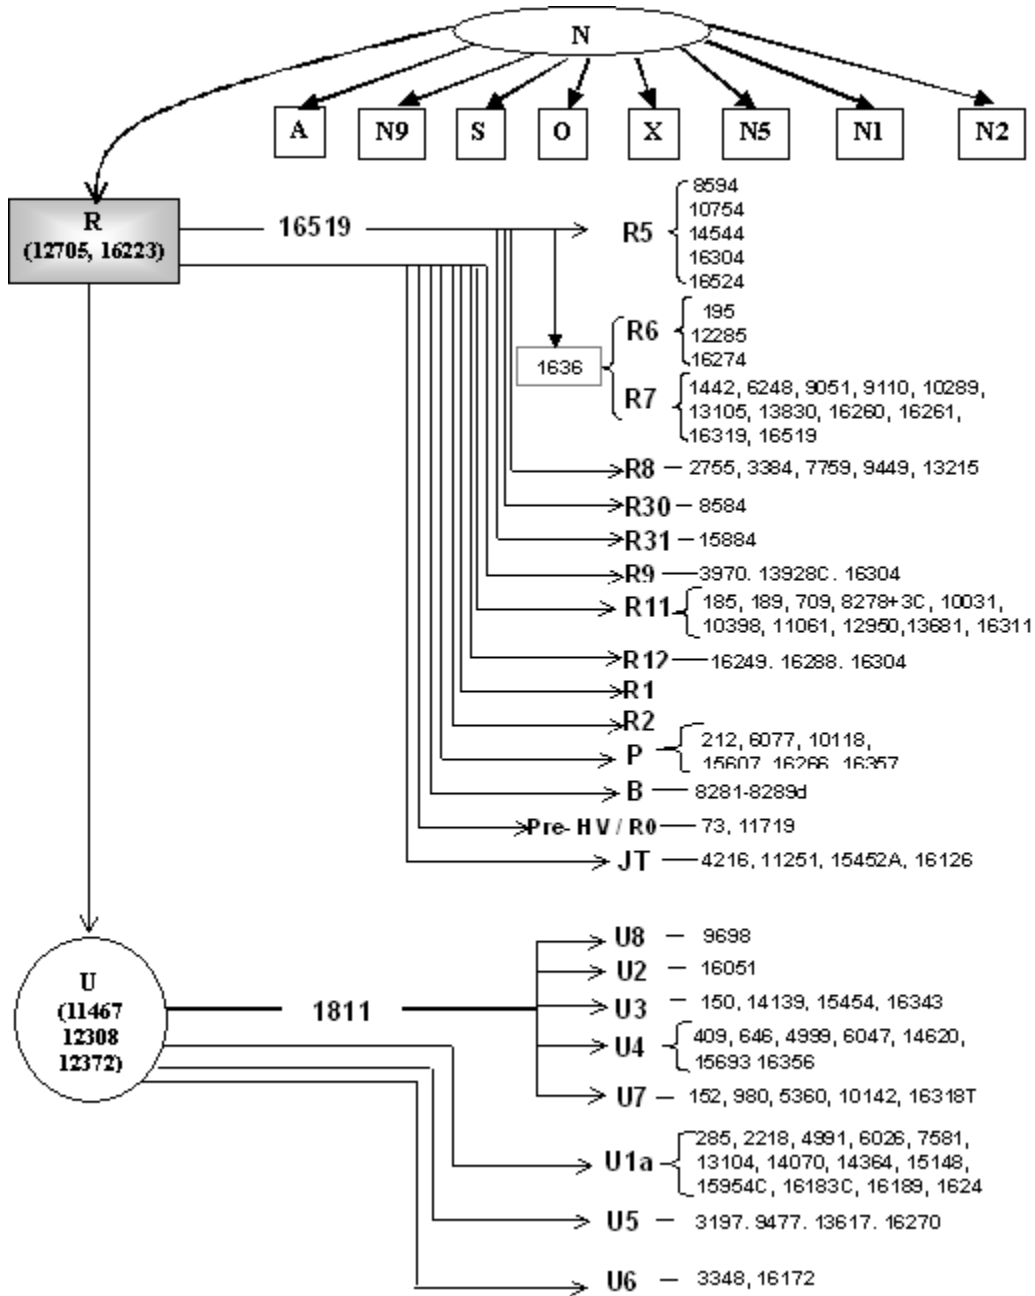 N
A N9 S O X N5 N1 N2
R
(12705, 16223)
16519
R5
8594
10754
14544
16304
16524
1636
R6
195
12285
16274
R7
1442, 6248, 9051, 9110, 10289,
13105, 13830, 16260, 16261,
16319, 16519
R8 2755, 3384, 7759, 9449, 13215
R30 8584
R31 15884
R9 3970. 13928C. 16304
R11
185, 189, 709, 8278+3C, 10031,
10398, 11061, 12950,13681, 16311
R12 16249. 16288. 16304
R1
R2
P
212, 6077, 10118,
15607, 16266, 16357
B 8281-8289d
Pre-HV/R0 73, 11719
JT 4216, 11251, 15452A, 16126
U
(11467
12308
12372)
1811
U8 – 9698
U2 – 16051
U3 – 150, 14139, 15454, 16343
U4
409, 646, 4999, 6047, 14620,
15693 16356
U7 – 152, 980, 5360, 10142, 16318T
U1a
285, 2218, 4991, 6026, 7581,
13104, 14070, 14364, 15148,
15954C, 16183C, 16189, 1624
U5 – 3197. 9477. 13617. 16270
U6 – 3348, 16172